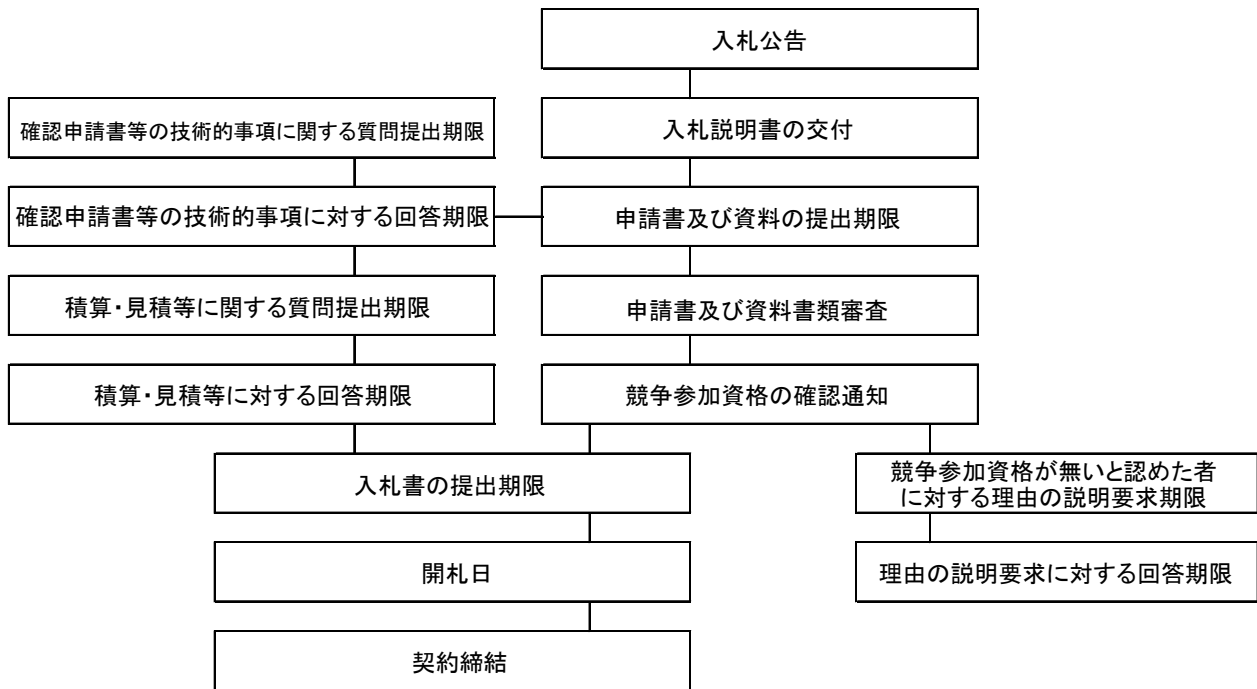 入札公告
確認申請書等の技術的事項に関する質問提出期限
入札説明書の交付
確認申請書等の技術的事項に対する回答期限
申請書及び資料の提出期限
積算・見積等に関する質問提出期限
申請書及び資料書類審査
積算・見積等に対する回答期限
競争参加資格の確認通知
入札書の提出期限
競争参加資格が無いと認めた者
に対する理由の説明要求期限
開札日
理由の説明要求に対する回答期限
契約締結